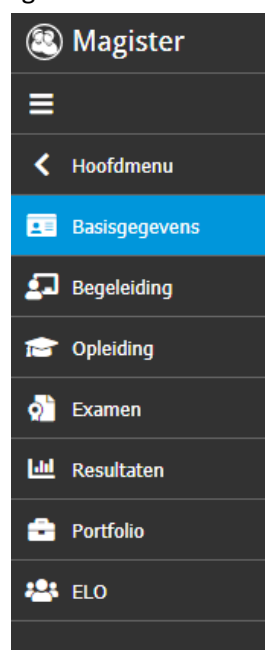 Magister
Hoofdmenu
Basisgegevens
Begeleiding
Opleiding
Examen
Resultaten
Portfolio
ELO